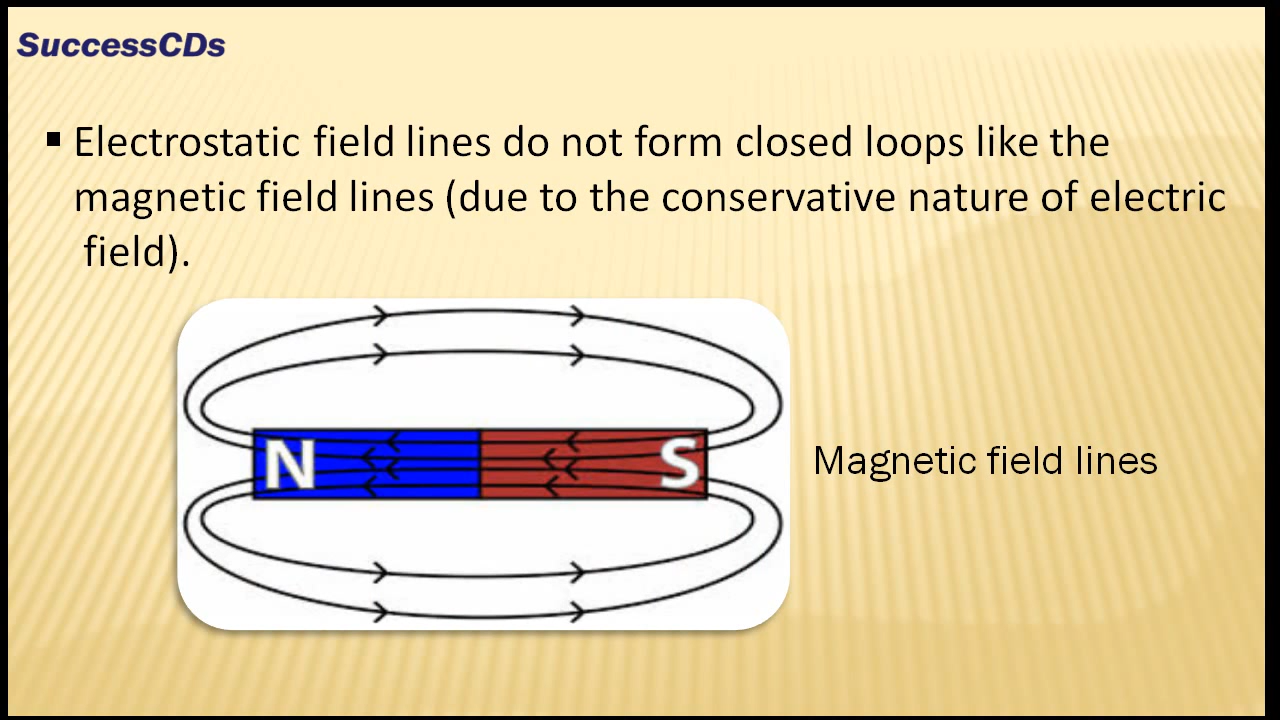 SuccessCDs
▪ Electrostatic field lines do not form closed loops like the
magnetic field lines (due to the conservative nature of electric
field).
N S
Magnetic field lines